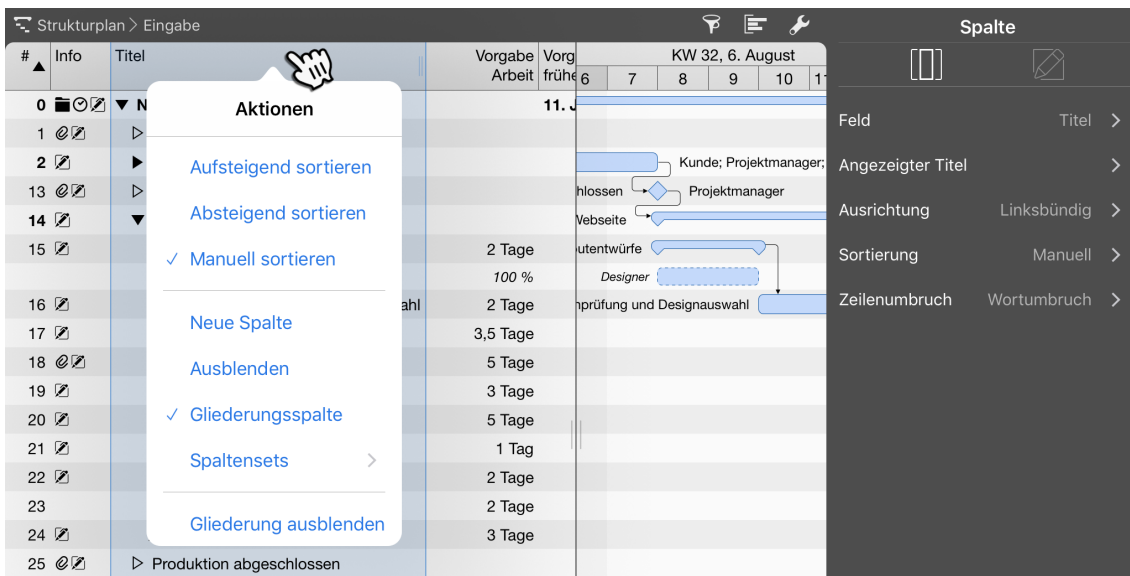 Strukturplan > Eingabe
Spalte
# Info Titel Vorgabe Arbeit Vorg frühe
KW 32, 6. August
6 7 8 9 10 11
Aktionen
Aufsteigend sortieren
Absteigend sortieren
✓ Manuell sortieren
Neue Spalte
Ausblenden
✓ Gliederungsspalte
Spaltensets >
Gliederung ausblenden
0 N 11. J
1
2 Kunde; Projektmanager;
13 hlossen Projektmanager
14 Webseite
15 2 Tage utentwürfe
100 % Designer
16 ahl 2 Tage nprüfung und Designauswahl
17 3,5 Tage
18 5 Tage
19 3 Tage
20 5 Tage
21 1 Tag
22 2 Tage
23 2 Tage
24 3 Tage
25 Produktion abgeschlossen
Feld Titel >
Angezeigter Titel >
Ausrichtung Linksbündig >
Sortierung Manuell >
Zeilenumbruch Wortumbruch >